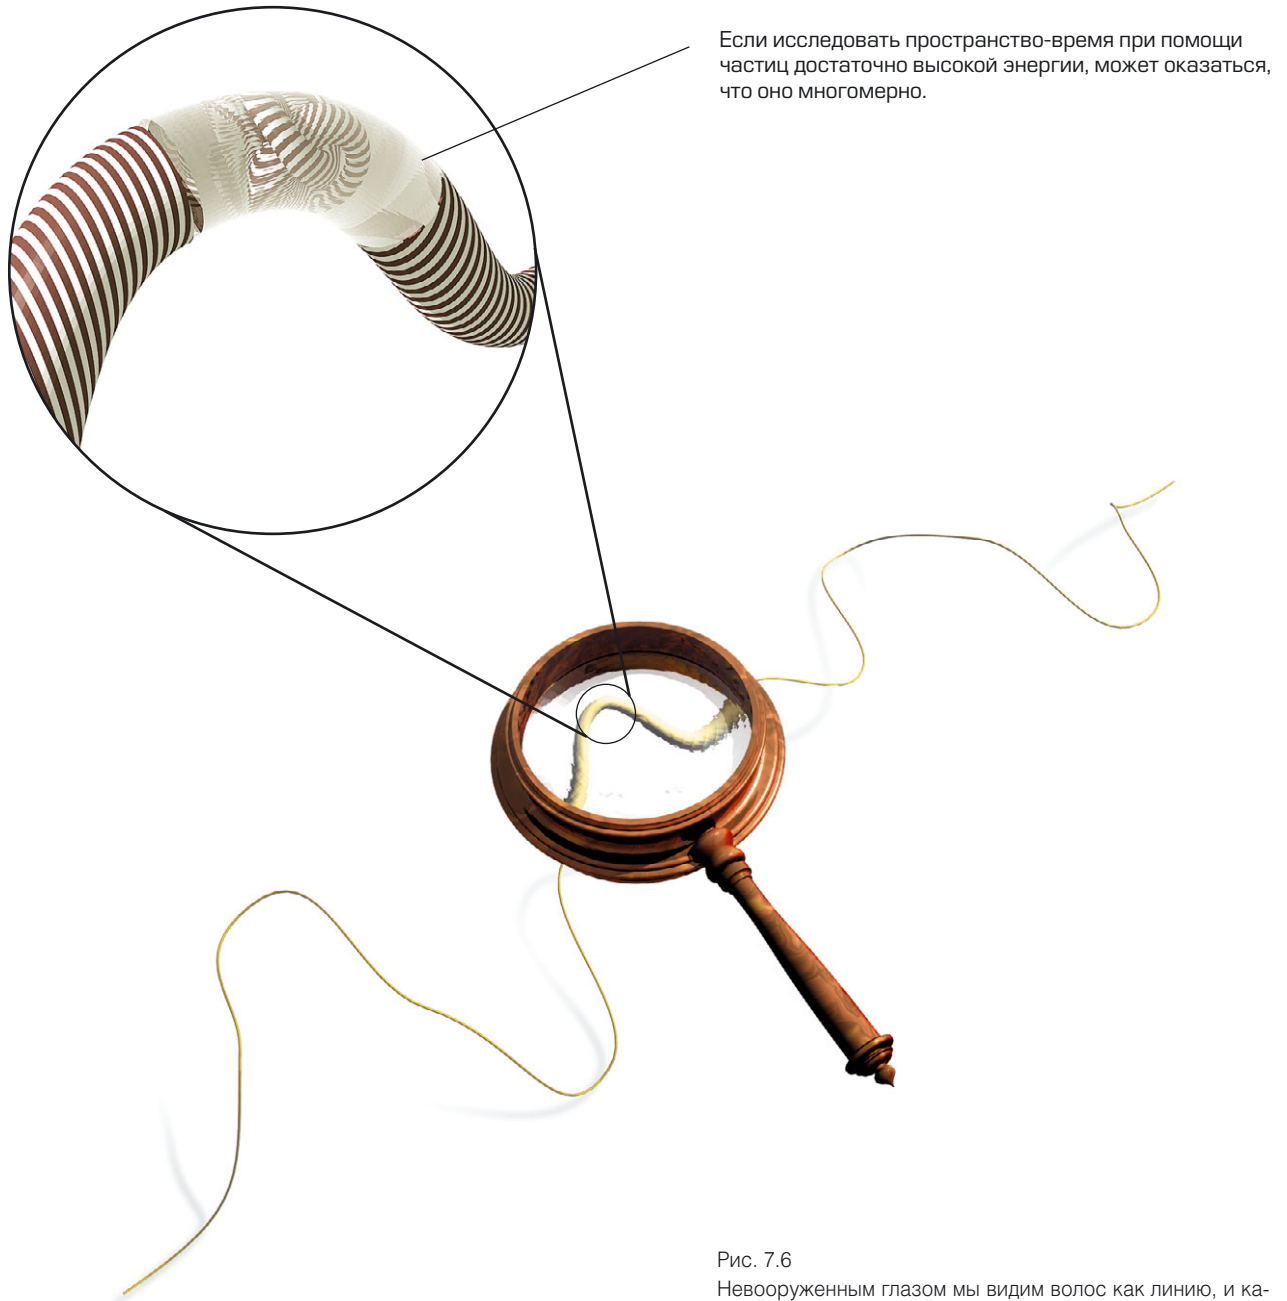 Если исследовать пространство-время при помощи
частиц достаточно высокой энергии, может оказаться,
что оно многомерно.
Рис. 7.6
Невооруженным глазом мы видим волос как линию, и ка-